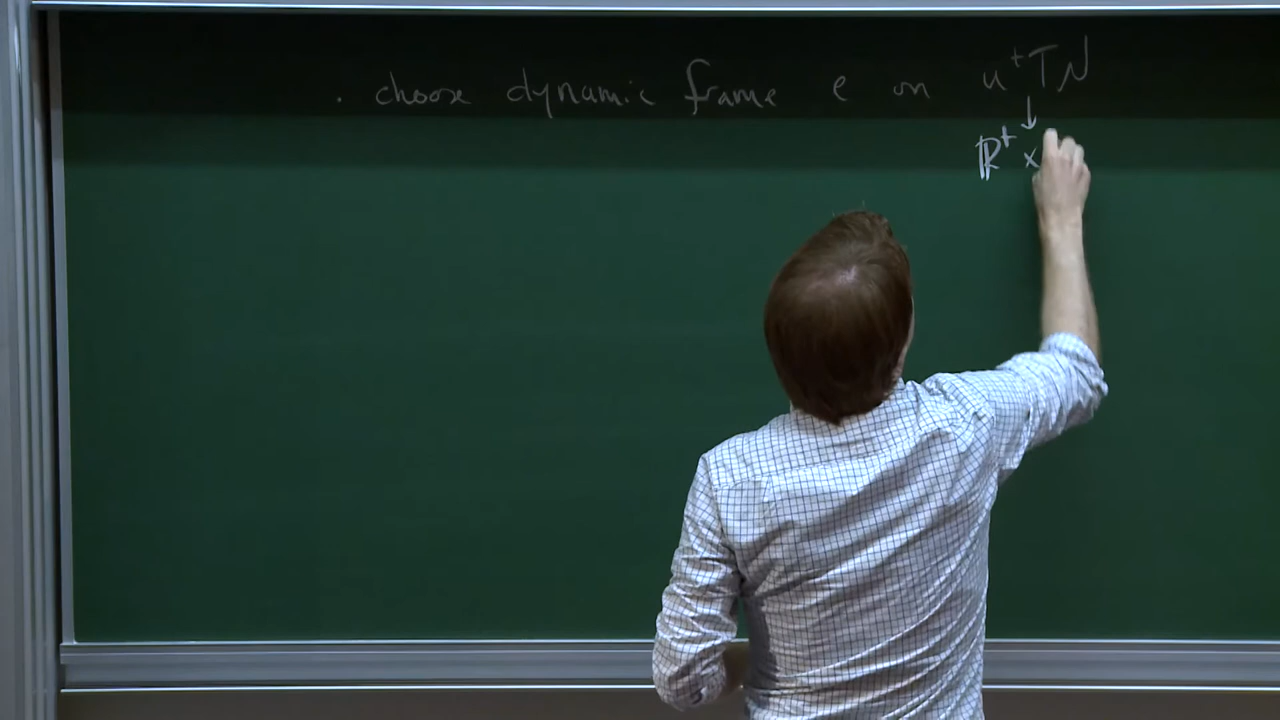 . choose dynamic frame e on u⁺TN
↓
ℝ⁺ ×